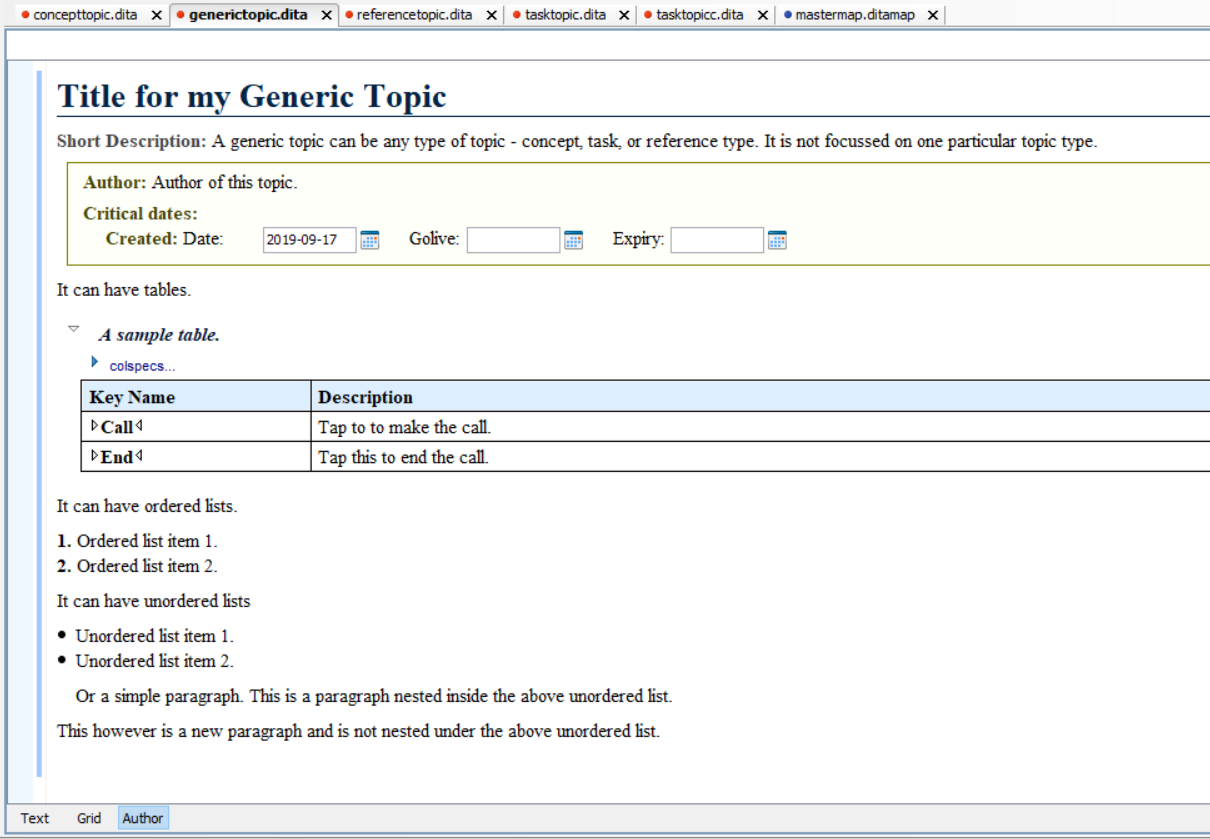 concepttopic.dita generictopic.dita referencetopic.dita tasktopic.dita tasktopicc.dita mastermap.ditamap
Title for my Generic Topic
Short Description: A generic topic can be any type of topic - concept, task, or reference type. It is not focussed on one particular topic type.
Author: Author of this topic.
Critical dates:
Created: Date: 2019-09-17 Golive: Expiry:
It can have tables.
A sample table.
colspecs...
Key Name Description
Call Tap to to make the call.
End Tap this to end the call.
It can have ordered lists.
1. Ordered list item 1.
2. Ordered list item 2.
It can have unordered lists
• Unordered list item 1.
• Unordered list item 2.
Or a simple paragraph. This is a paragraph nested inside the above unordered list.
This however is a new paragraph and is not nested under the above unordered list.
Text Grid Author